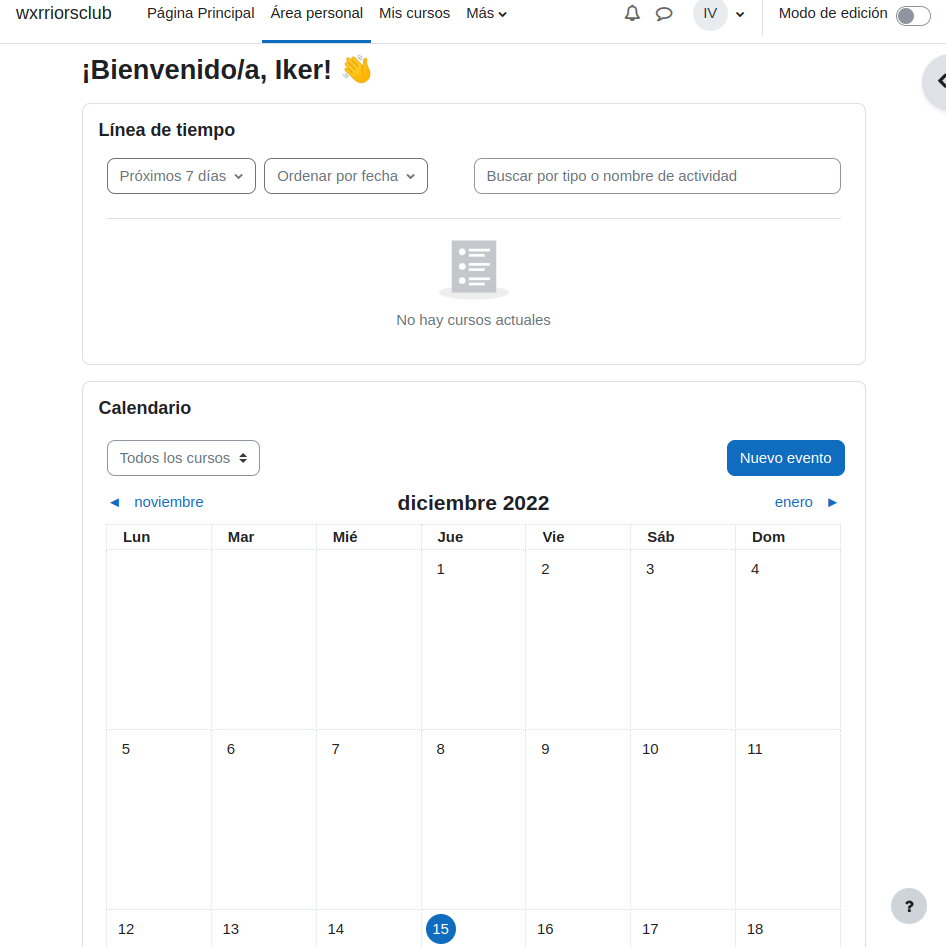 wxrriorsclub Página Principal Área personal Mis cursos Más IV Modo de edición
¡Bienvenido/a, Iker! 👋
Línea de tiempo
Próximos 7 días Ordenar por fecha Buscar por tipo o nombre de actividad
No hay cursos actuales
Calendario
Todos los cursos Nuevo evento
◄ noviembre diciembre 2022 enero ►
Lun Mar Mié Jue Vie Sáb Dom
1 2 3 4
5 6 7 8 9 10 11
?
12 13 14 15 16 17 18